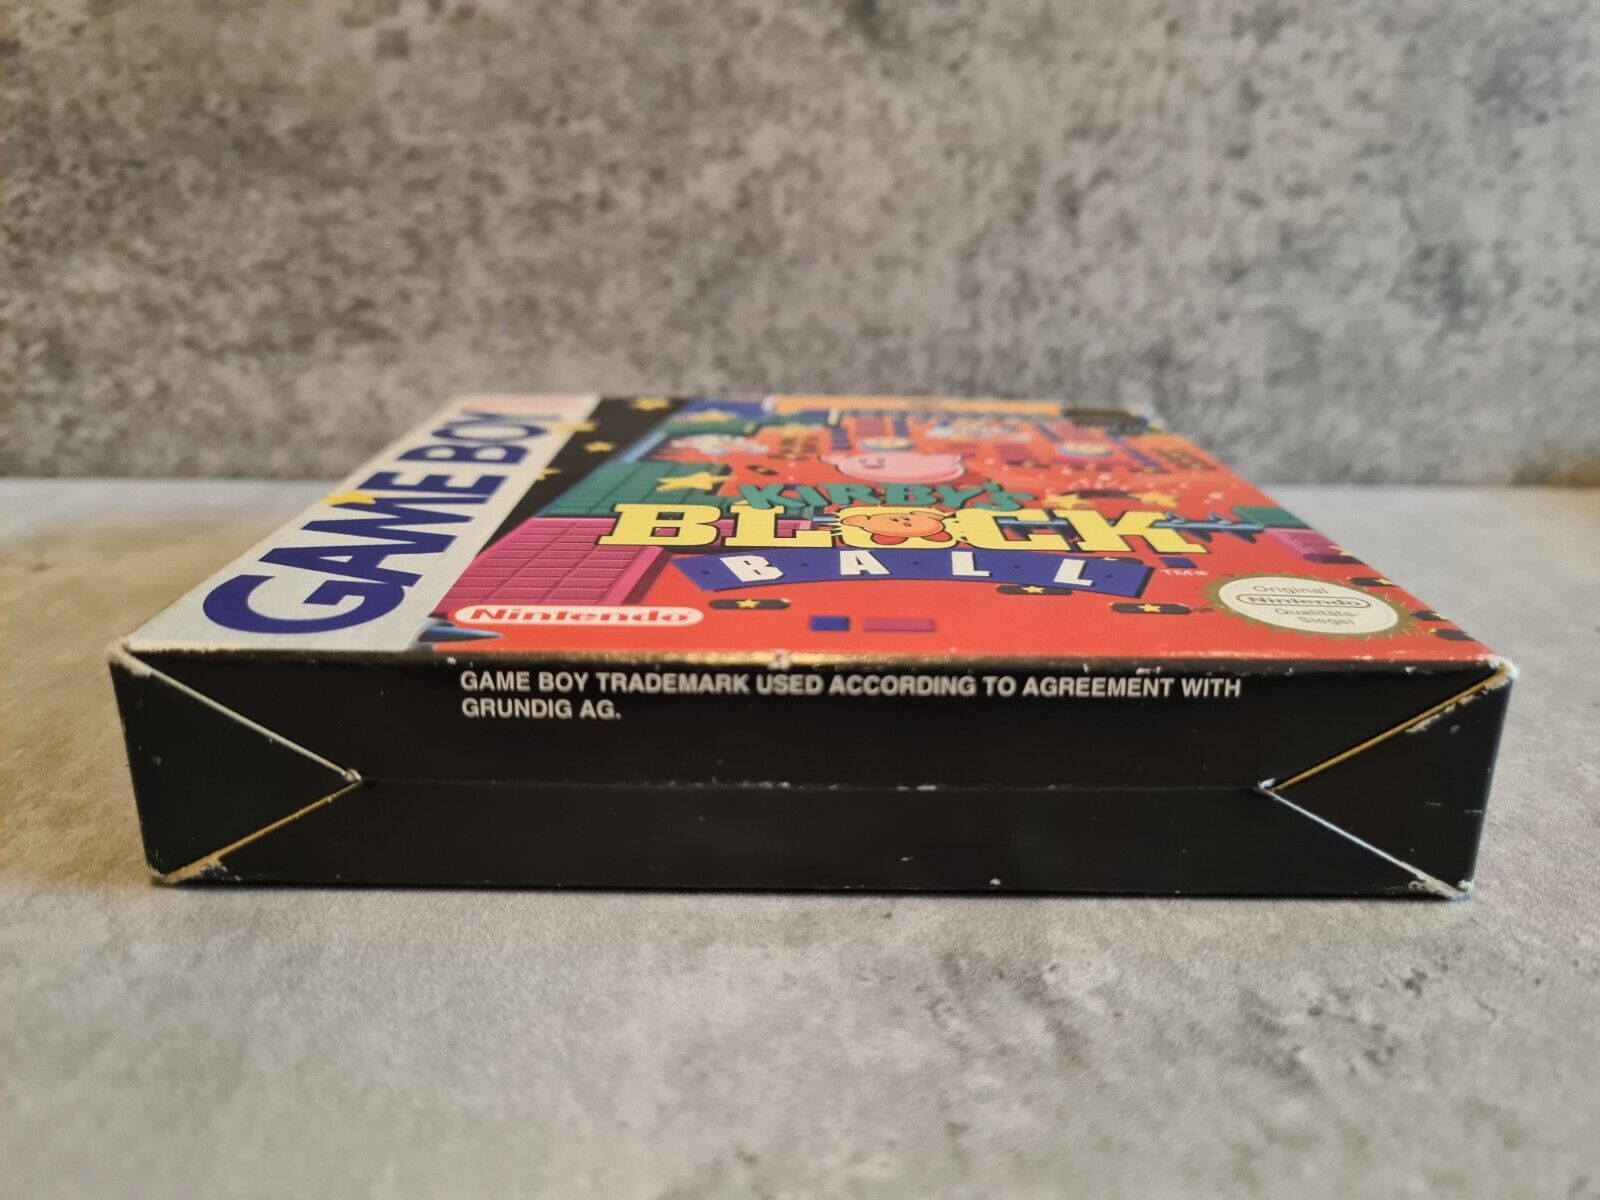 GAME BOY
KIRBY'S
BLOCK
BALL
TM*
Nintendo
Original
Nintendo
Qualitäts-
Siegel
GAME BOY TRADEMARK USED ACCORDING TO AGREEMENT WITH
GRUNDIG AG.